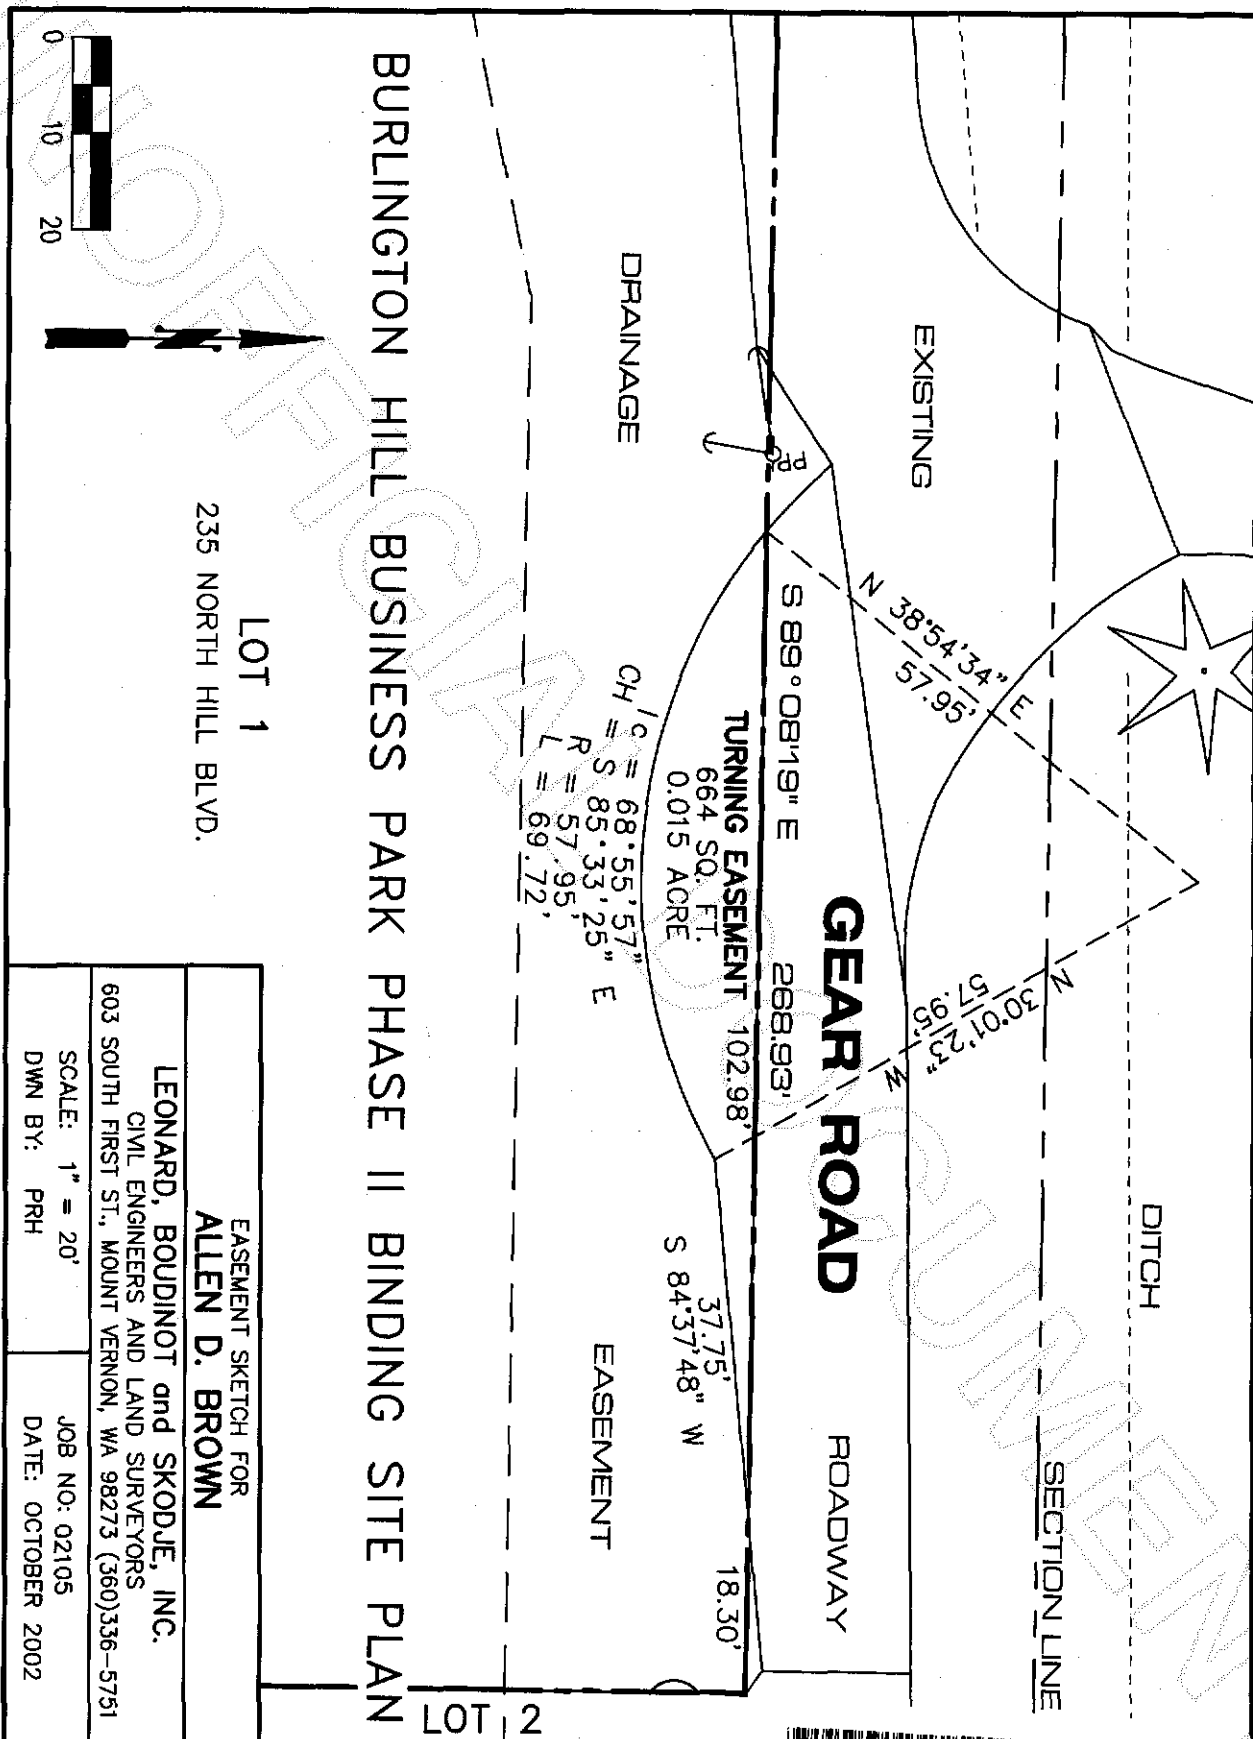 DITCH
SECTION LINE
EXISTING
ROADWAY
N 38°54'34" E
57.95'
N 30°01'23" W
57.95'
GEAR ROAD
PP
S 89°08'19" E
268.93'
TURNING EASEMENT 102.98'
664 SQ. FT.
0.015 ACRE
18.30'
37.75'
S 84°37'48" W
DRAINAGE
EASEMENT
I/C = 68°55'57"
CH = S 85°33'25" E
R = 57.95'
L = 69.72'
LOT 2
BURLINGTON HILL BUSINESS PARK PHASE II BINDING SITE PLAN
LOT 1
235 NORTH HILL BLVD.
N
0 10 20
EASEMENT SKETCH FOR
ALLEN D. BROWN
LEONARD, BOUDINOT and SKODJE, INC.
CIVIL ENGINEERS AND LAND SURVEYORS
603 SOUTH FIRST ST., MOUNT VERNON, WA 98273 (360)336-5751
SCALE: 1" = 20'
JOB NO: 02105
DWN BY: PRH
DATE: OCTOBER 2002
UNOFFICIAL DOCUMEN